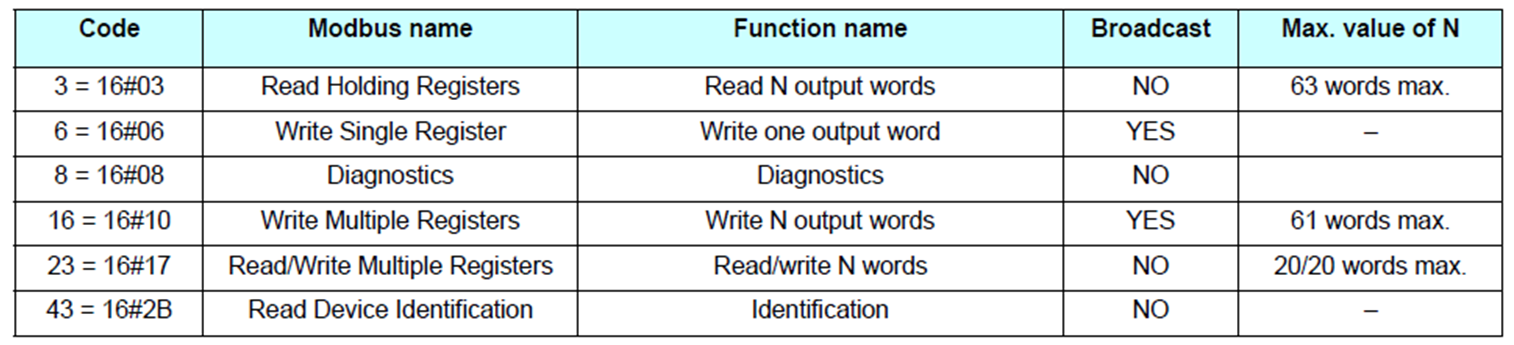 Code Modbus name Function name Broadcast Max. value of N
3 = 16#03 Read Holding Registers Read N output words NO 63 words max.
6 = 16#06 Write Single Register Write one output word YES –
8 = 16#08 Diagnostics Diagnostics NO
16 = 16#10 Write Multiple Registers Write N output words YES 61 words max.
23 = 16#17 Read/Write Multiple Registers Read/write N words NO 20/20 words max.
43 = 16#2B Read Device Identification Identification NO –